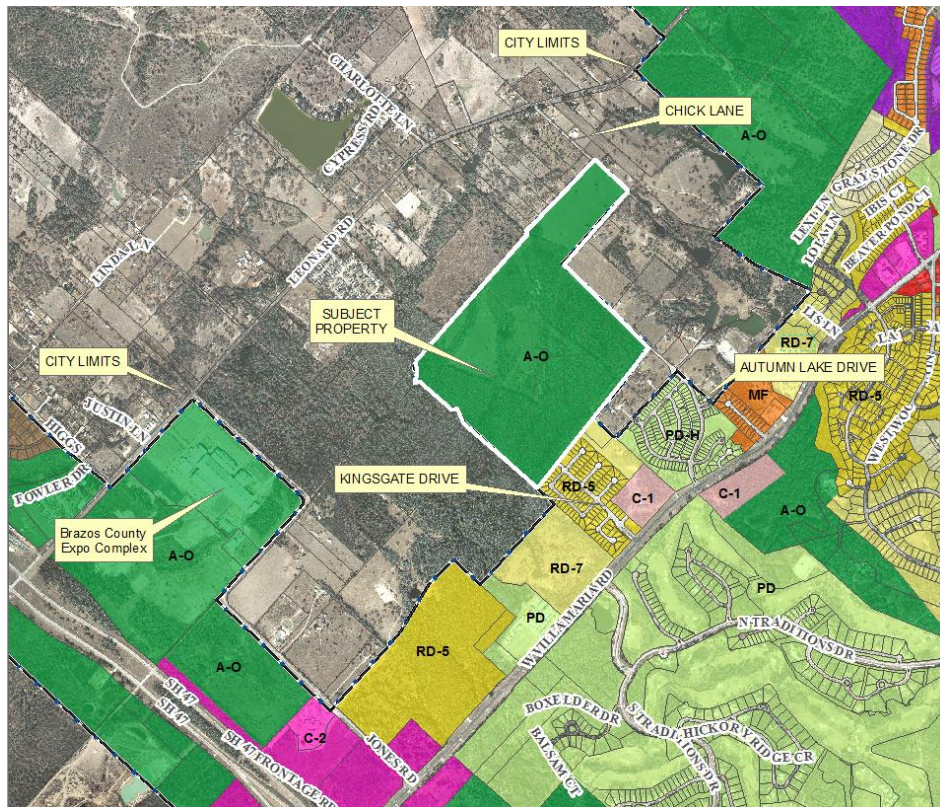 CITY LIMITS
CHARLOTTE LN
CHICK LANE
CYPRESS RD
A-O
GRAYSTONE DR
IBIS CT
LEXI LN
IOTA LN
BEAVER POND CT
LINDA LN
LEONARD RD
SUBJECT
PROPERTY
LIS LN
LA
A-O
RD-7
CITY LIMITS
AUTUMN LAKE DRIVE
MF
RD-5
JUSTIN LN
HIGGS
PD-H
FOWLER DR
KINGSGATE DRIVE
RD-5
C-1
C-1
A-O
Brazos County
Expo Complex
A-O
RD-7
PD
PD
W VILLA MARIA RD
N TRADITIONS DR
A-O
RD-5
SH 47
SH 47
SH 47 FRONTAGE RD
C-2
JONES RD
BOXELDER DR
BALSAM CT
S TRADITIONS DR
HICKORY RIDGE CR